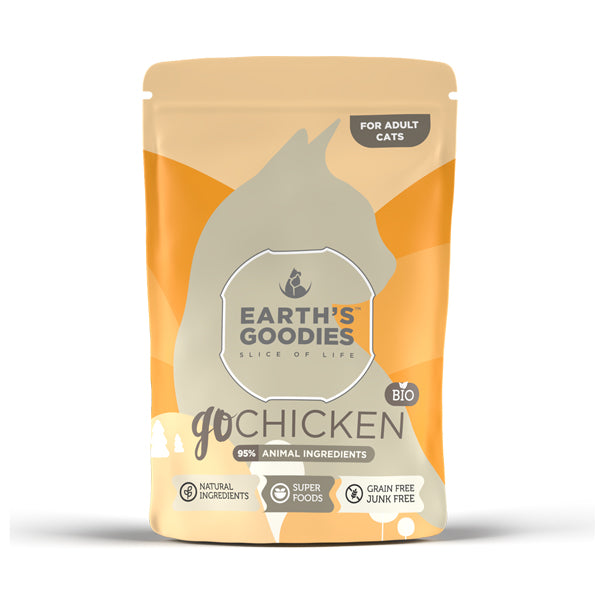 FOR ADULT
CATS
EARTH'S™
GOODIES
SLICE OF LIFE
BIO
goCHICKEN
95% ANIMAL INGREDIENTS
NATURAL
INGREDIENTS
SUPER
FOODS
GRAIN FREE
JUNK FREE